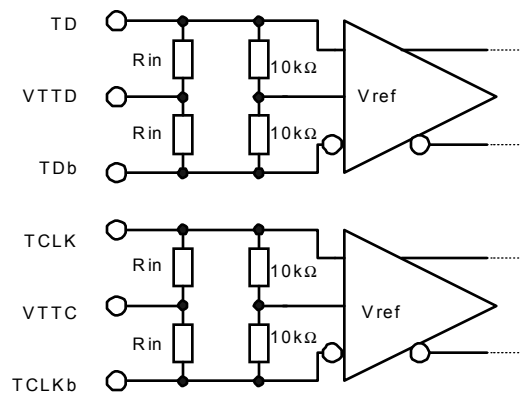 TD
Rin
10kΩ
VTTD
Vref
Rin
10kΩ
TDb
TCLK
Rin
10kΩ
VTTC
Vref
Rin
10kΩ
TCLKb